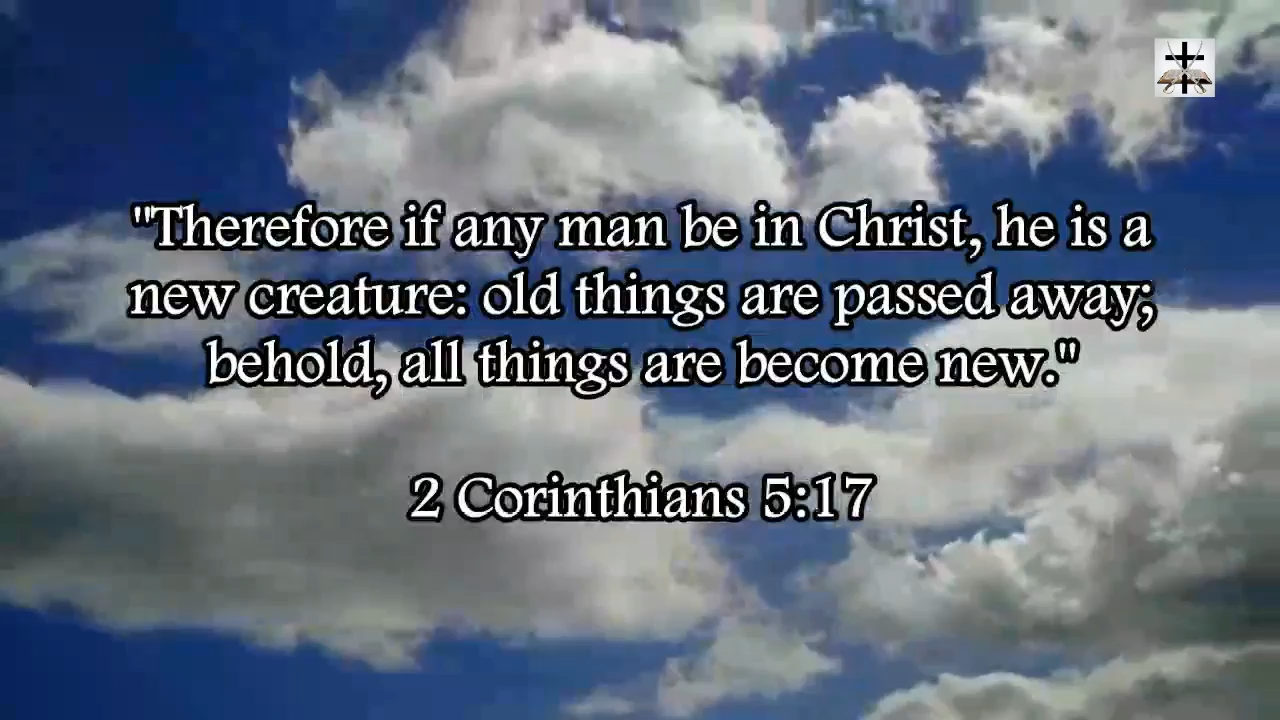 "Therefore if any man be in Christ, he is a
new creature: old things are passed away;
behold, all things are become new."
2 Corinthians 5:17